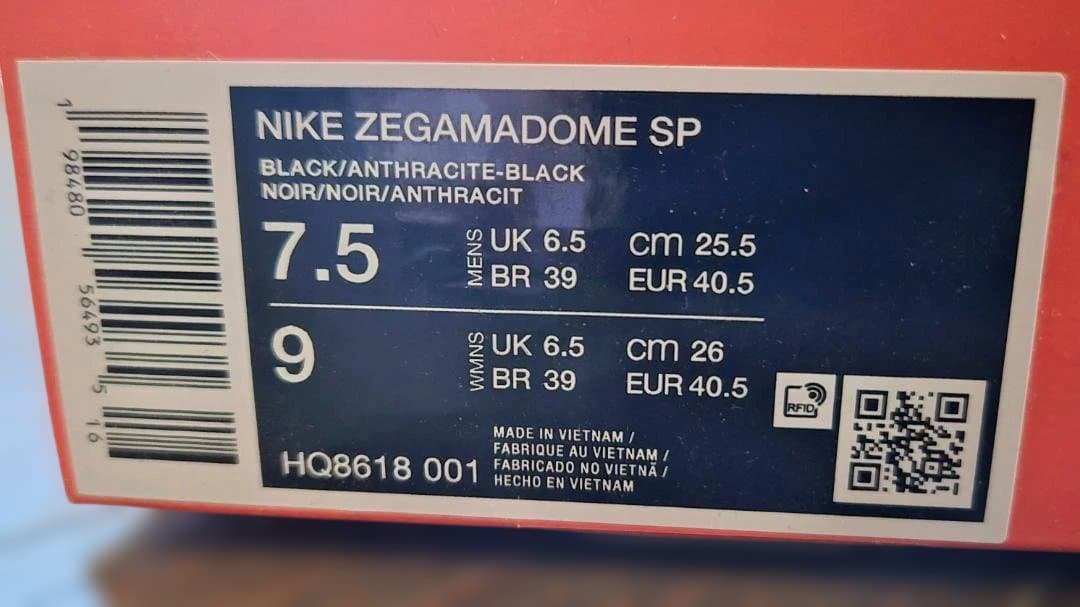 1 98480 56493 5 16
NIKE ZEGAMADOME SP
BLACK/ANTHRACITE-BLACK
NOIR/NOIR/ANTHRACIT
7.5
MENS
UK 6.5 cm 25.5
BR 39 EUR 40.5
9
WMNS
UK 6.5 cm 26
BR 39 EUR 40.5
RFID
HQ8618 001
MADE IN VIETNAM /
FABRIQUE AU VIETNAM /
FABRICADO NO VIETNÃ /
HECHO EN VIETNAM